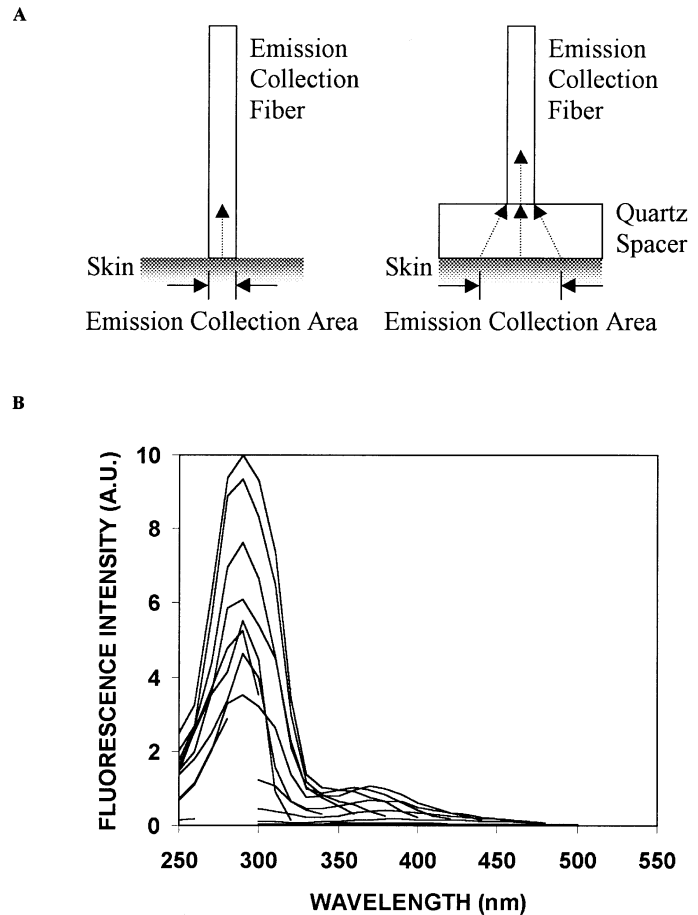 A
Emission
Collection
Fiber
Skin
Emission Collection Area
Emission
Collection
Fiber
Quartz
Spacer
Skin
Emission Collection Area
B
FLUORESCENCE INTENSITY (A.U.)
10
8
6
4
2
0
250 300 350 400 450 500 550
WAVELENGTH (nm)